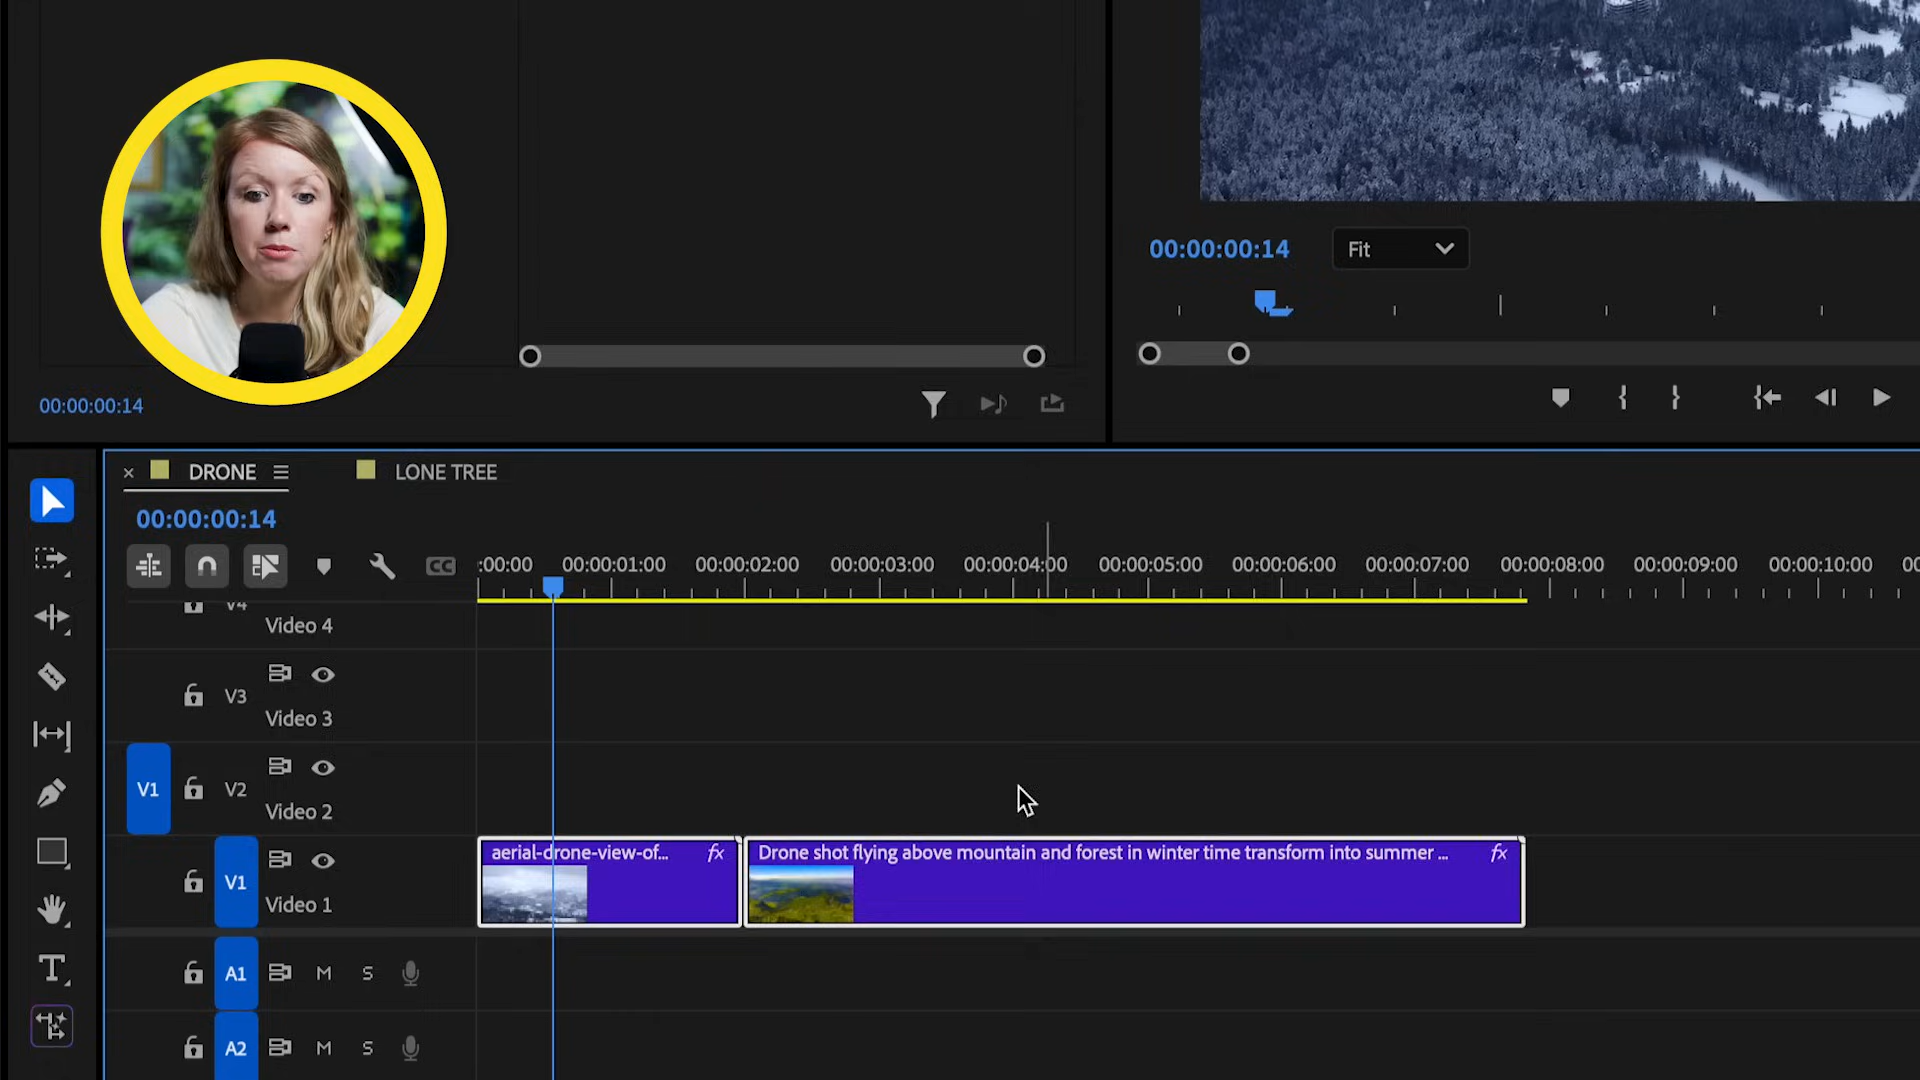 00:00:00:14
Fit
00:00:00:14
DRONE
LONE TREE
00:00:00:14
CC
:00:00
00:00:01:00
00:00:02:00
00:00:03:00
00:00:04:00
00:00:05:00
00:00:06:00
00:00:07:00
00:00:08:00
00:00:09:00
00:00:10:00
V4
Video 4
V3
Video 3
V1
V2
Video 2
V1
Video 1
aerial-drone-view-of...
fx
Drone shot flying above mountain and forest in winter time transform into summer ...
fx
A1
M
S
A2
M
S